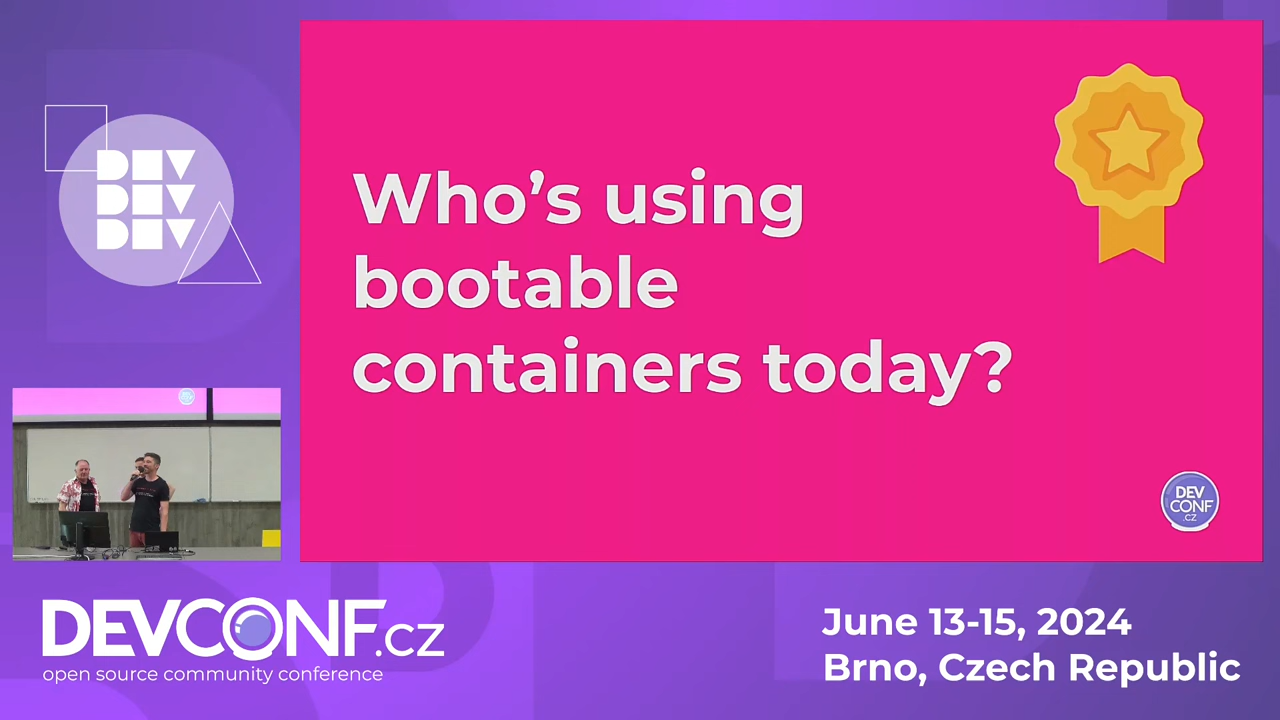 DEV
DEV
DEV
Who's using
bootable
containers today?
DEV
CONF
.CZ
DEVCONF.cz
open source community conference
June 13-15, 2024
Brno, Czech Republic